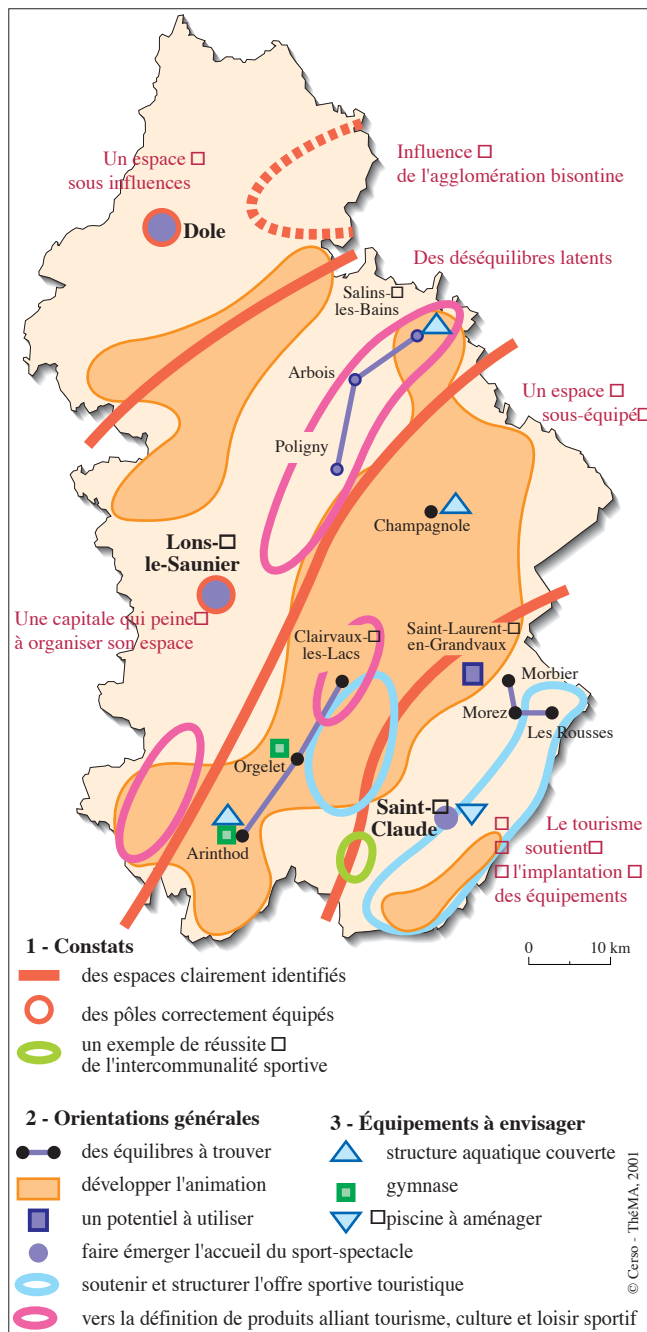 Un espace
sous influences
Influence
de l'agglomération bisontine
Dole
Des déséquilibres latents
Salins-
les-Bains
Arbois
Un espace
sous-équipé
Poligny
Champagnole
Lons-
le-Saunier
Une capitale qui peine
à organiser son espace
Clairvaux-
les-Lacs
Saint-Laurent-
en-Grandvaux
Morbier
Morez
Les Rousses
Orgelet
Saint-
Claude
Arinthod
Le tourisme
soutient
l'implantation
des équipements
1 - Constats
0 10 km
des espaces clairement identifiés
des pôles correctement équipés
un exemple de réussite
de l'intercommunalité sportive
2 - Orientations générales
des équilibres à trouver
développer l'animation
un potentiel à utiliser
faire émerger l'accueil du sport-spectacle
soutenir et structurer l'offre sportive touristique
vers la définition de produits alliant tourisme, culture et loisir sportif
3 - Équipements à envisager
structure aquatique couverte
gymnase
piscine à aménager
© Cerso - ThéMA, 2001